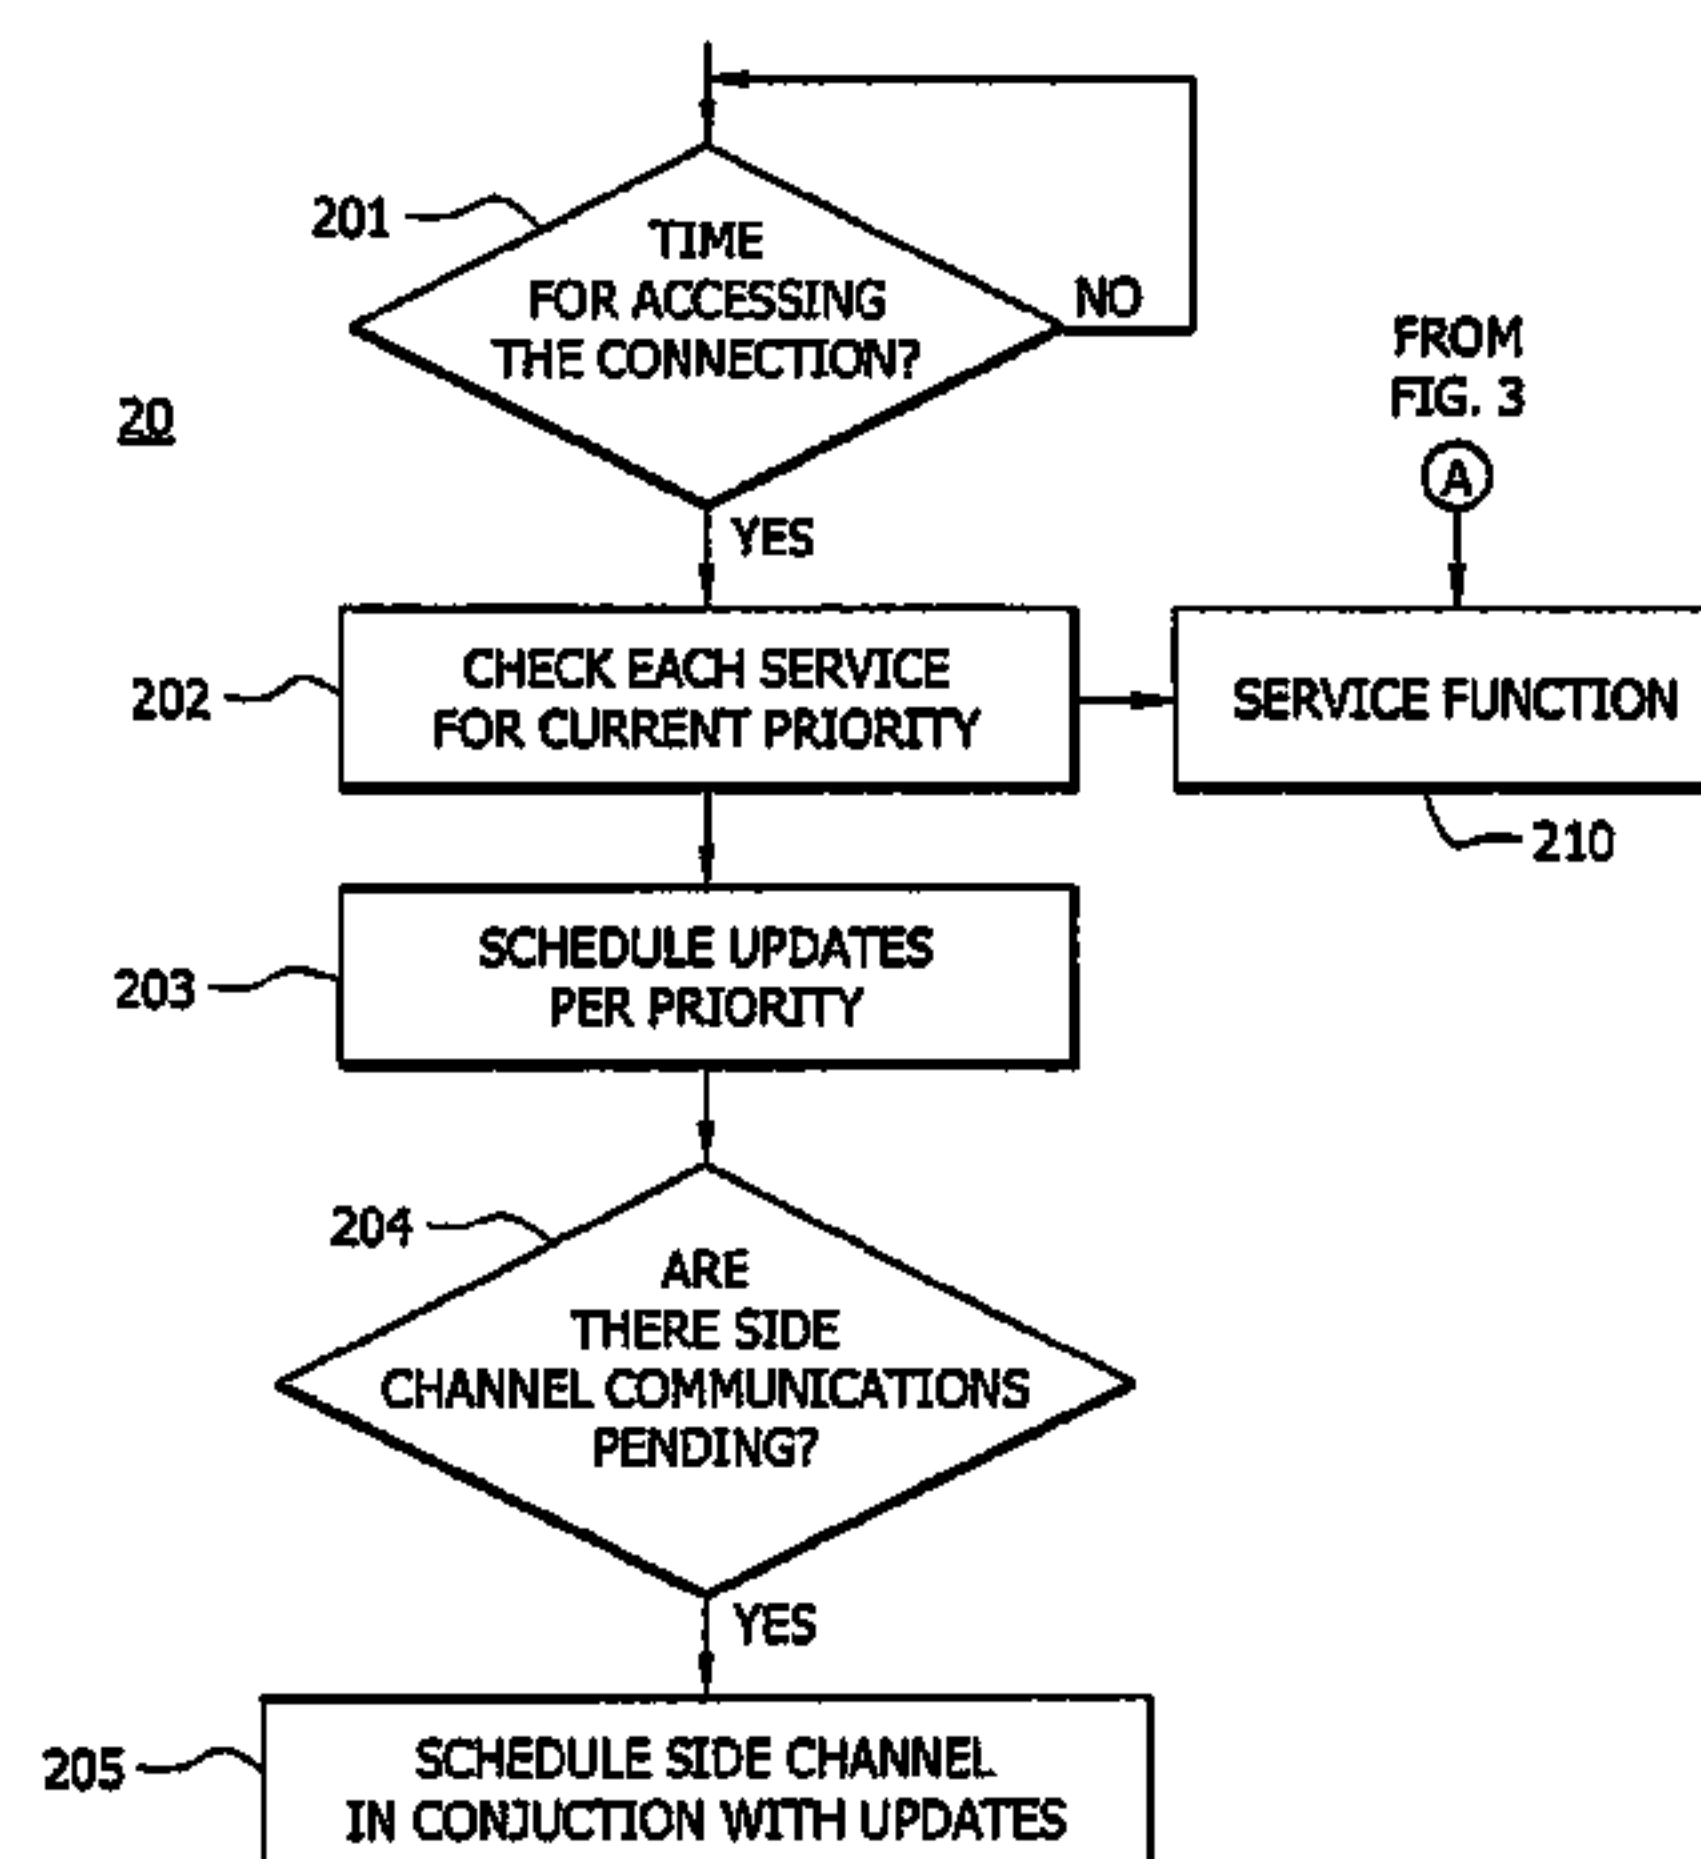 201
TIME
FOR ACCESSING
THE CONNECTION?
NO
20
FROM
FIG. 3
A
YES
202
CHECK EACH SERVICE
FOR CURRENT PRIORITY
SERVICE FUNCTION
210
203
SCHEDULE UPDATES
PER PRIORITY
204
ARE
THERE SIDE
CHANNEL COMMUNICATIONS
PENDING?
YES
205
SCHEDULE SIDE CHANNEL
IN CONJUCTION WITH UPDATES